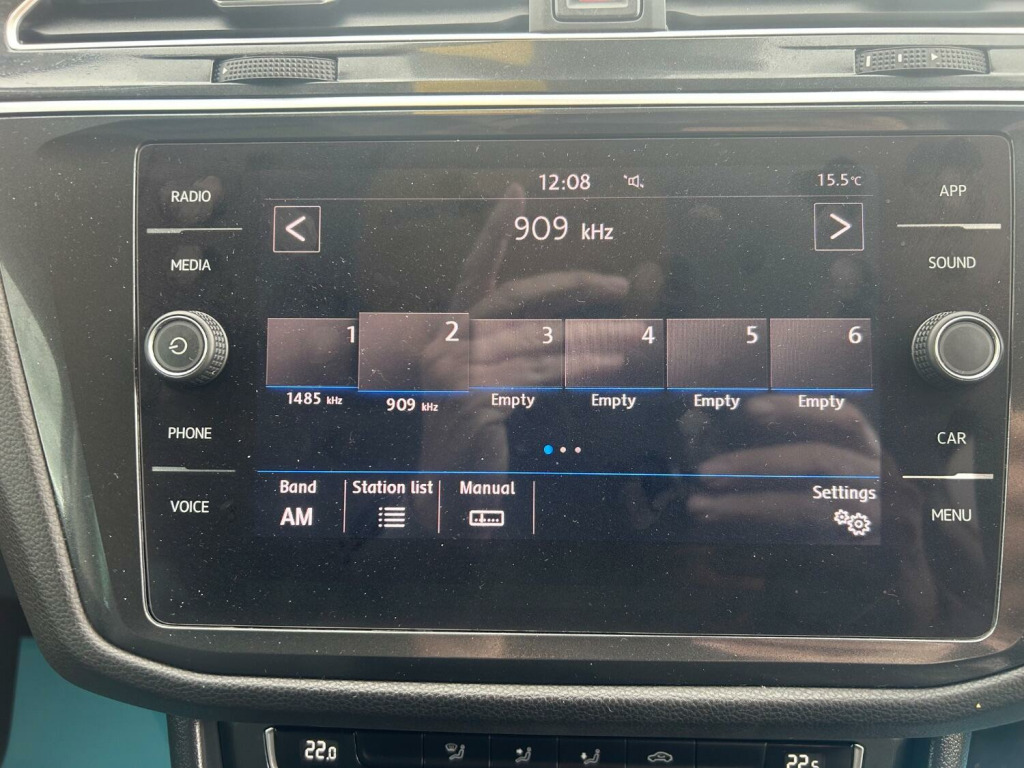 RADIO
12:08 15.5°C
APP
< 909 kHz >
MEDIA
SOUND
1 2 3 4 5 6
1485 kHz 909 kHz Empty Empty Empty Empty
PHONE
CAR
Band Station list Manual Settings
AM
VOICE
MENU
22.0 22.5